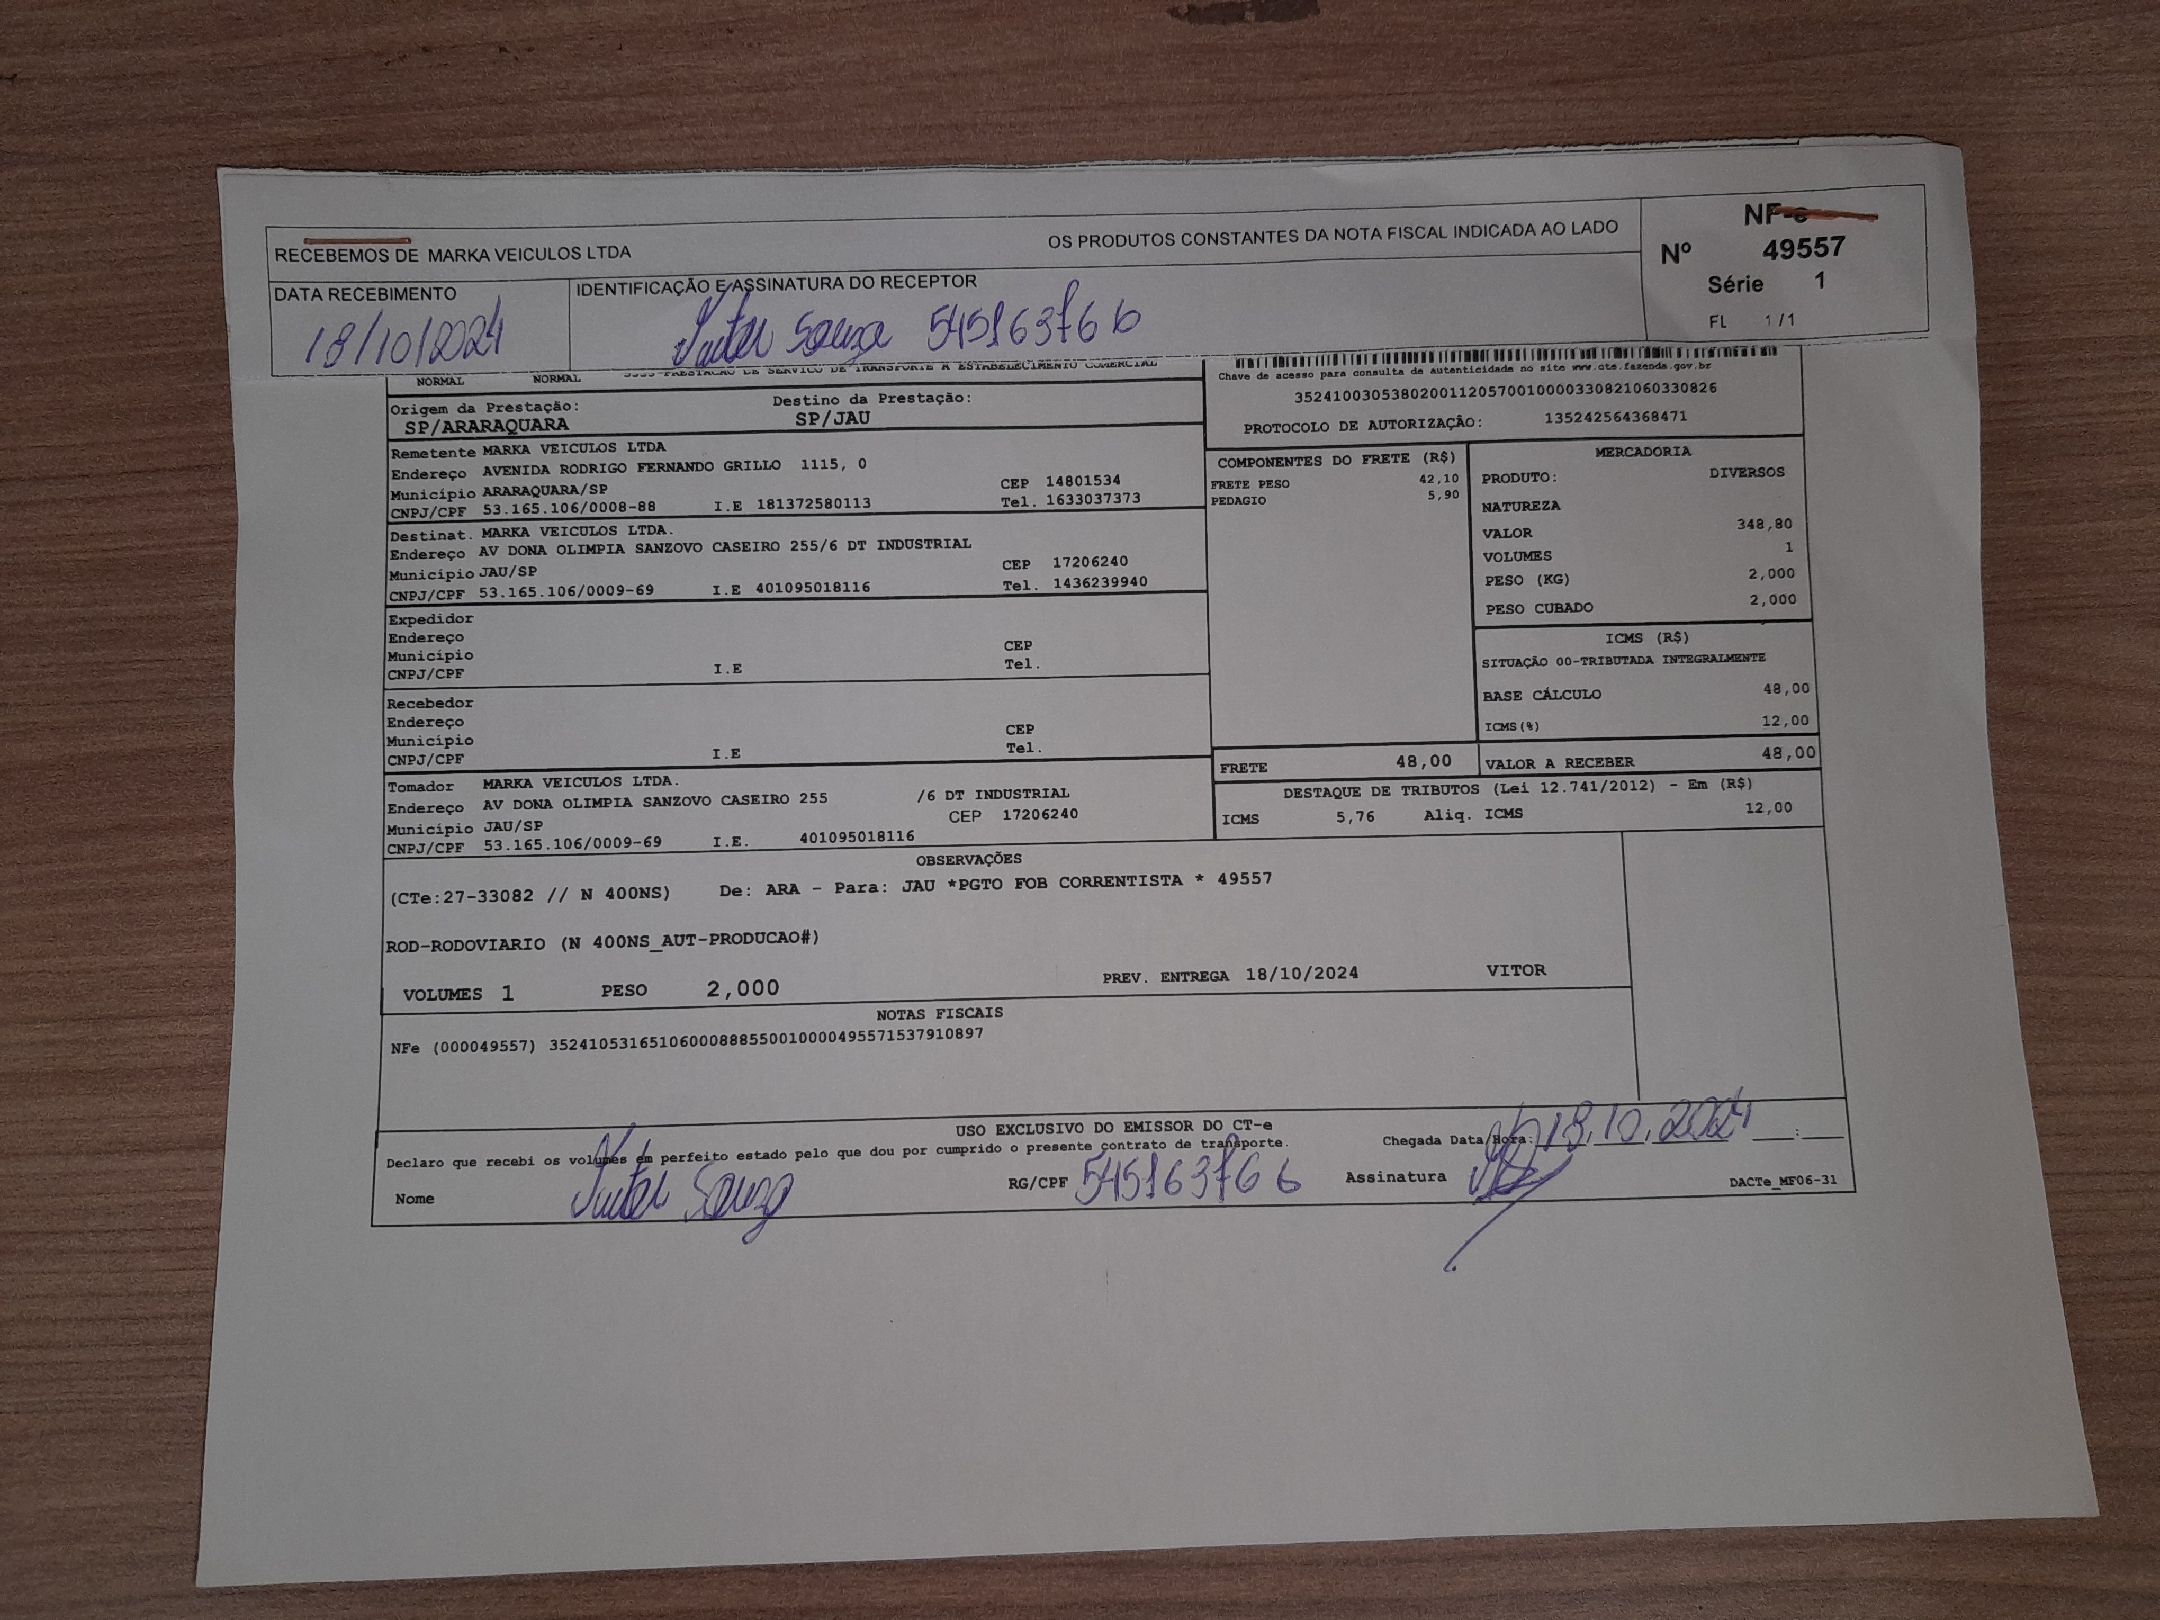 RECEBEMOS DE MARKA VEICULOS LTDA OS PRODUTOS CONSTANTES DA NOTA FISCAL INDICADA AO LADO
NF-e
Nº 49557
Série 1
FL 1/1
DATA RECEBIMENTO
18/10/2024
IDENTIFICAÇÃO E ASSINATURA DO RECEPTOR
Souza 545163766
NORMAL NORMAL PRESTACAO DE SERVICO DE TRANSPORTE A ESTABELECIMENTO COMERCIAL
Origem da Prestação: Destino da Prestação:
SP/ARARAQUARA SP/JAU
Chave de acesso para consulta de autenticidade no site www.cte.fazenda.gov.br
35241003053802001120570010000330821060330826
PROTOCOLO DE AUTORIZAÇÃO: 135242564368471
Remetente MARKA VEICULOS LTDA
Endereço AVENIDA RODRIGO FERNANDO GRILLO 1115, 0
Município ARARAQUARA/SP CEP 14801534
CNPJ/CPF 53.165.106/0008-88 I.E 181372580113 Tel. 1633037373
Destinat. MARKA VEICULOS LTDA.
Endereço AV DONA OLIMPIA SANZOVO CASEIRO 255/6 DT INDUSTRIAL
Município JAU/SP CEP 17206240
CNPJ/CPF 53.165.106/0009-69 I.E 401095018116 Tel. 1436239940
Expedidor
Endereço
Município CEP
CNPJ/CPF I.E Tel.
Recebedor
Endereço
Município CEP
CNPJ/CPF I.E Tel.
Tomador MARKA VEICULOS LTDA.
Endereço AV DONA OLIMPIA SANZOVO CASEIRO 255 /6 DT INDUSTRIAL
Município JAU/SP CEP 17206240
CNPJ/CPF 53.165.106/0009-69 I.E. 401095018116
COMPONENTES DO FRETE (R$)
FRETE PESO 42,10
PEDAGIO 5,90
MERCADORIA
PRODUTO: DIVERSOS
NATUREZA
VALOR 348,80
VOLUMES 1
PESO (KG) 2,000
PESO CUBADO 2,000
ICMS (R$)
SITUAÇÃO 00-TRIBUTADA INTEGRALMENTE
BASE CÁLCULO 48,00
ICMS(%) 12,00
FRETE 48,00 VALOR A RECEBER 48,00
DESTAQUE DE TRIBUTOS (Lei 12.741/2012) - Em (R$)
ICMS 5,76 Aliq. ICMS 12,00
OBSERVAÇÕES
(CTe:27-33082 // N 400NS) De: ARA - Para: JAU *PGTO FOB CORRENTISTA * 49557
ROD-RODOVIARIO (N 400NS_AUT-PRODUCAO#)
VOLUMES 1 PESO 2,000 PREV. ENTREGA 18/10/2024 VITOR
NOTAS FISCAIS
NFe (000049557) 35241053165106000888550010000495571537910897
USO EXCLUSIVO DO EMISSOR DO CT-e
Declaro que recebi os volumes em perfeito estado pelo que dou por cumprido o presente contrato de transporte.
Chegada Data Hora: 18.10.2024 :
Nome Souza RG/CPF 545163766 Assinatura
DACTe_MF06-31